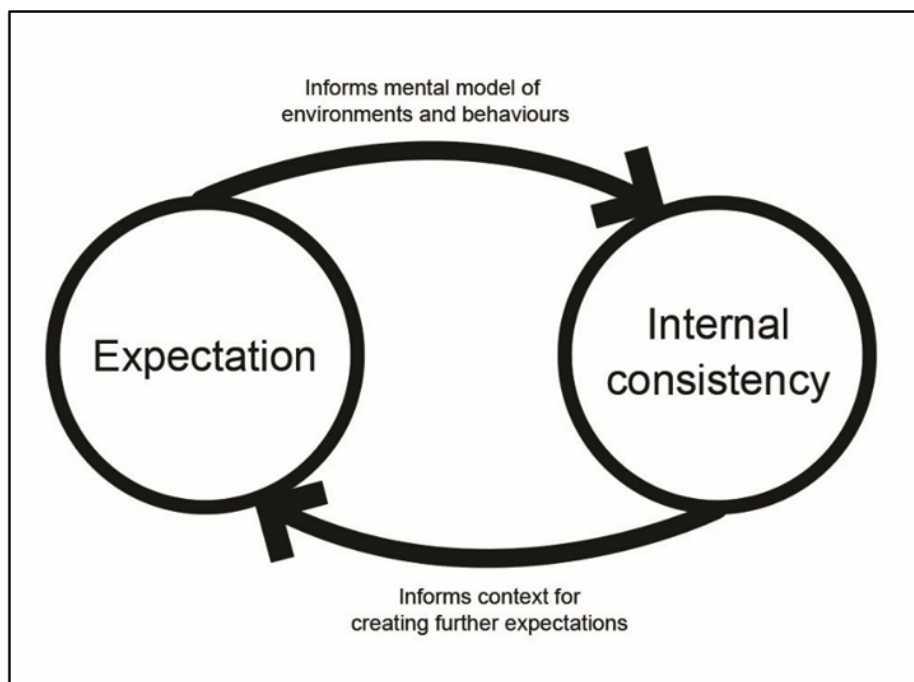 Informs mental model of
environments and behaviours
Expectation
Internal
consistency
Informs context for
creating further expectations